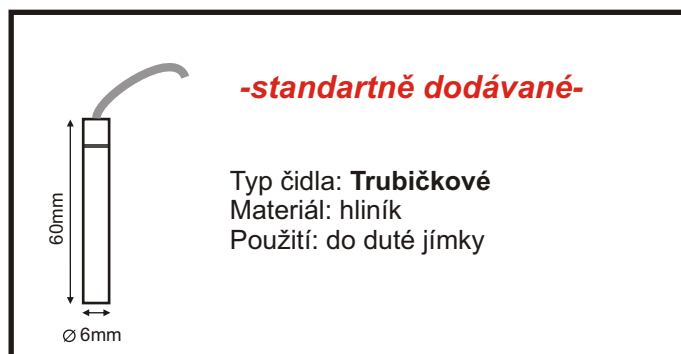 -standartně dodávané-
Typ čidla: Trubičkové
Materiál: hliník
Použití: do duté jímky
60mm
∅ 6mm